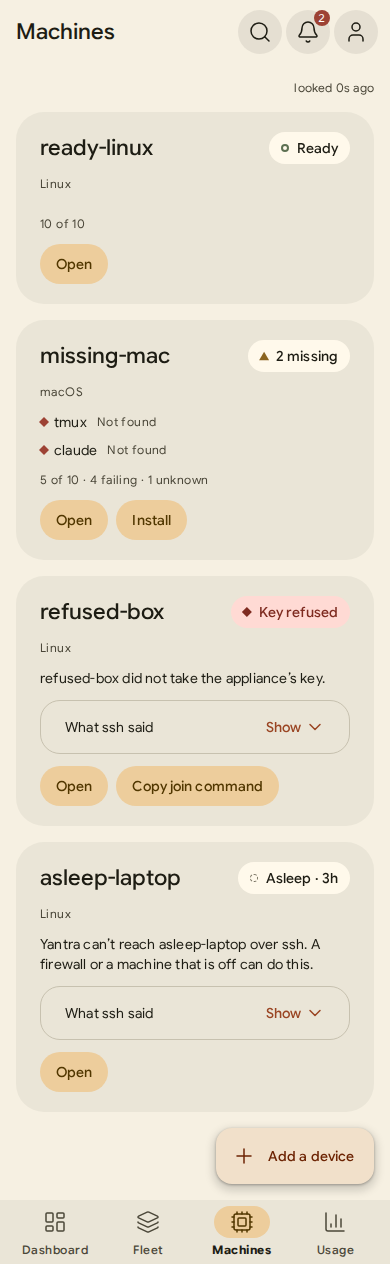 Machines
2
looked 0s ago
ready-linux
Ready
Linux
10 of 10
Open
missing-mac
2 missing
macOS
tmux Not found
claude Not found
5 of 10 · 4 failing · 1 unknown
Open
Install
refused-box
Key refused
Linux
refused-box did not take the appliance’s key.
What ssh said
Show
Open
Copy join command
asleep-laptop
Asleep · 3h
Linux
Yantra can’t reach asleep-laptop over ssh. A
firewall or a machine that is off can do this.
What ssh said
Show
Open
Add a device
Dashboard
Fleet
Machines
Usage